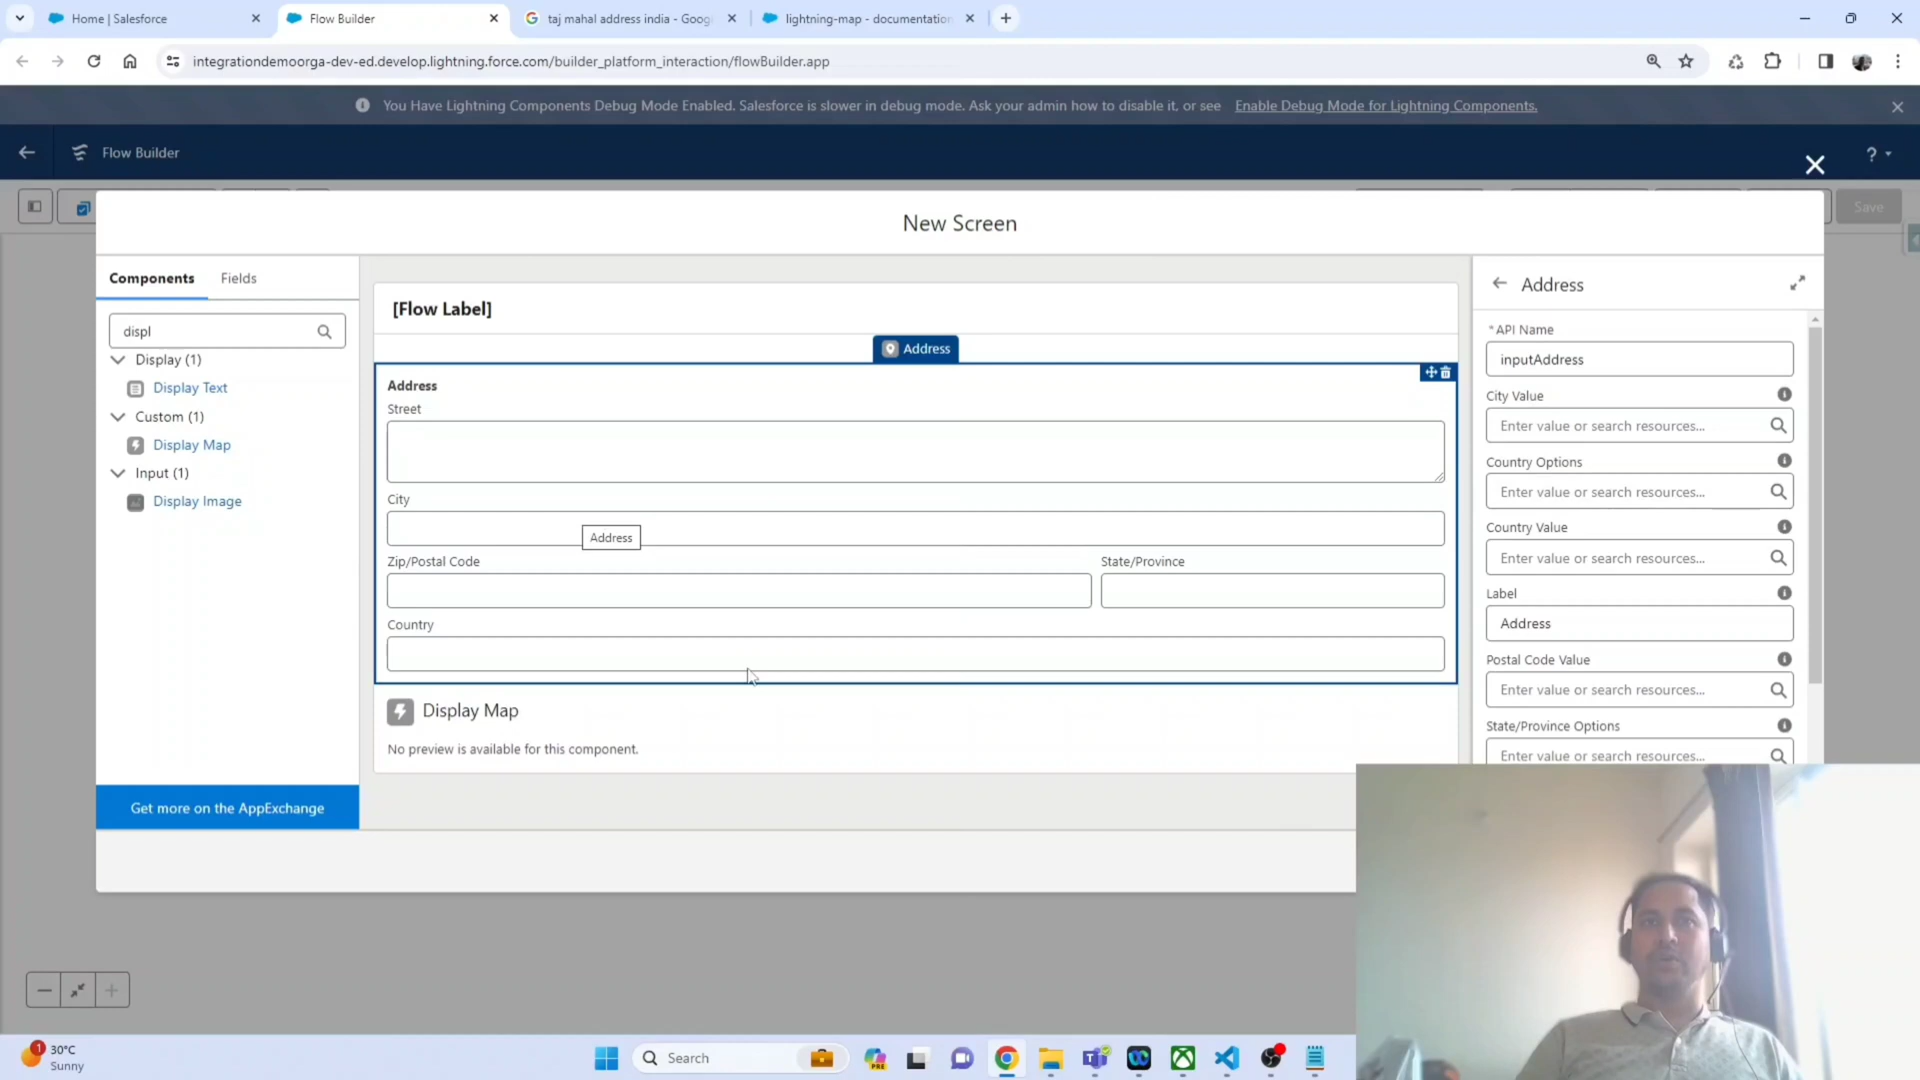 Home | Salesforce
Flow Builder
taj mahal address india - Goog
lightning-map - documentation
integrationdemoorga-dev-ed.develop.lightning.force.com/builder_platform_interaction/flowBuilder.app
You Have Lightning Components Debug Mode Enabled. Salesforce is slower in debug mode. Ask your admin how to disable it, or see Enable Debug Mode for Lightning Components.
Flow Builder
?
Save
New Screen
Components
Fields
displ
Display (1)
Display Text
Custom (1)
Display Map
Input (1)
Display Image
Get more on the AppExchange
[Flow Label]
Address
Address
Street
City
Address
Zip/Postal Code
State/Province
Country
Display Map
No preview is available for this component.
Address
*API Name
inputAddress
City Value
Enter value or search resources...
Country Options
Enter value or search resources...
Country Value
Enter value or search resources...
Label
Address
Postal Code Value
Enter value or search resources...
State/Province Options
Enter value or search resources...
1
30°C
Sunny
Search
PRE